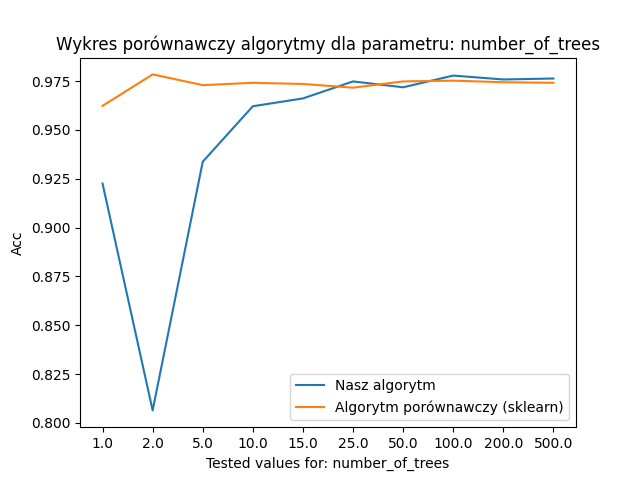 Wykres porównawczy algorytmy dla parametru: number_of_trees
0.975
0.950
0.925
0.900
0.875
0.850
0.825
0.800
Acc
Nasz algorytm
Algorytm porównawczy (sklearn)
1.0 2.0 5.0 10.0 15.0 25.0 50.0 100.0 200.0 500.0
Tested values for: number_of_trees